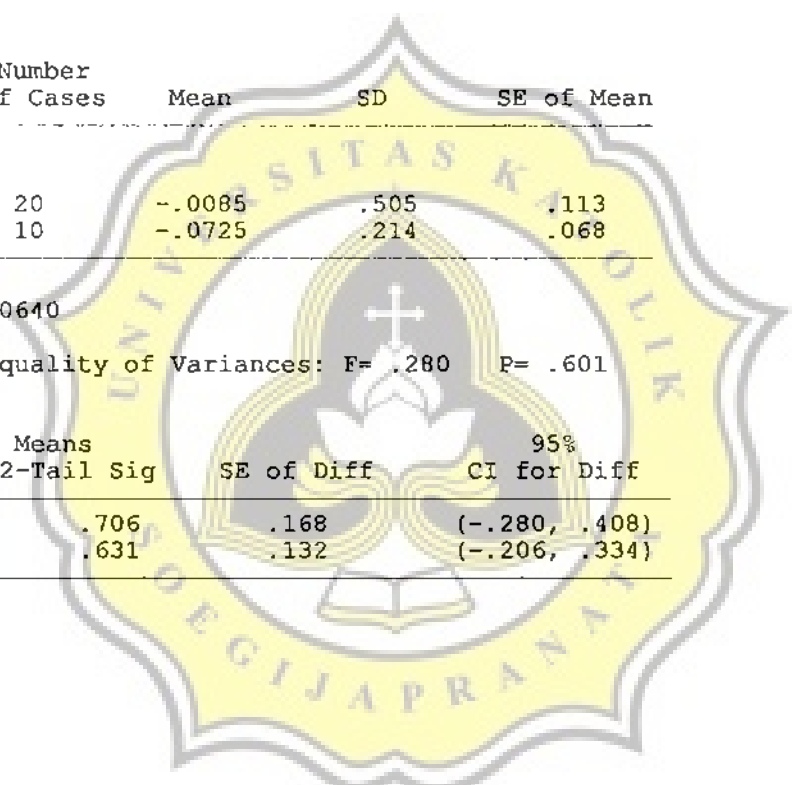 Number
f Cases Mean SD SE of Mean
20 -.0085 .505 .113
10 -.0725 .214 .068
0640
quality of Variances: F= .280 P= .601
Means 95%
2-Tail Sig SE of Diff CI for Diff
.706 .168 (-.280, .408)
.631 .132 (-.206, .334)
UNIVERSITAS KATOLIK
SOEGIJAPRANATA